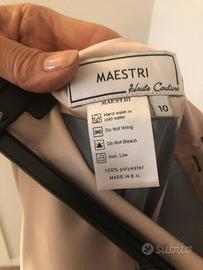 MAESTRI
Haute Couture
10
MAESTRI
Hand wash in
cold water
Do Not Wring
Do Not Bleach
Iron, Low
100% polyester
MADE IN E.U.
subito